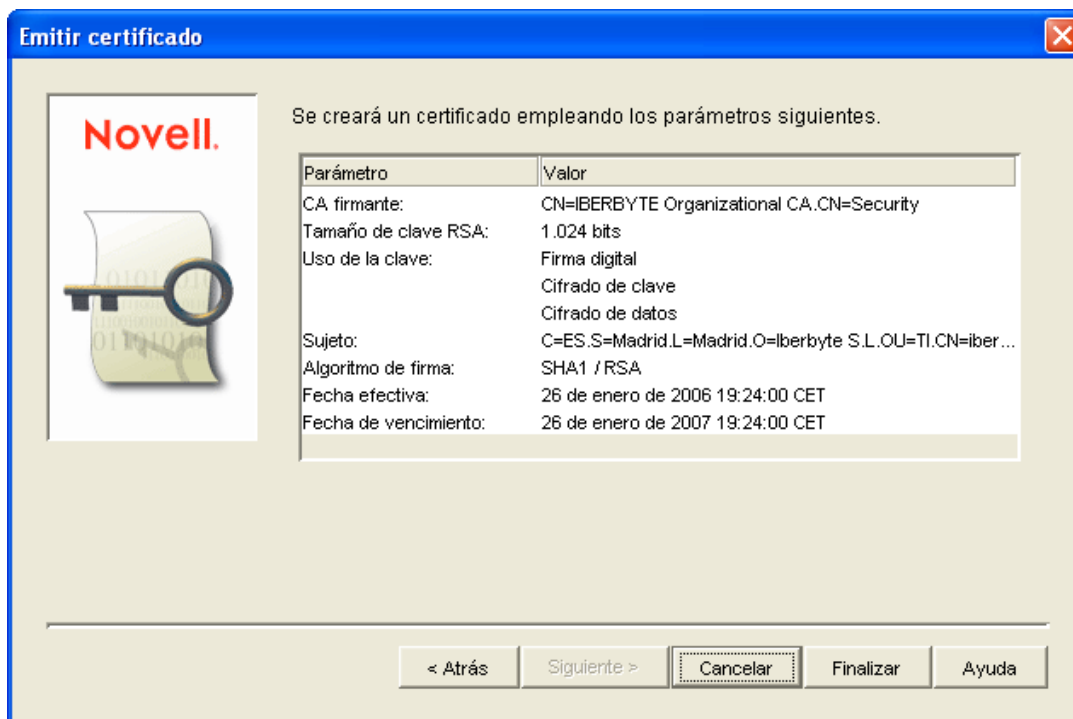 Emitir certificado
Novell.
Se creará un certificado empleando los parámetros siguientes.
Parámetro Valor
CA firmante: CN=IBERBYTE Organizational CA.CN=Security
Tamaño de clave RSA: 1.024 bits
Uso de la clave: Firma digital
Cifrado de clave
Cifrado de datos
Sujeto: C=ES.S=Madrid.L=Madrid.O=Iberbyte S.L.OU=TI.CN=iber...
Algoritmo de firma: SHA1 / RSA
Fecha efectiva: 26 de enero de 2006 19:24:00 CET
Fecha de vencimiento: 26 de enero de 2007 19:24:00 CET
< Atrás Siguiente > Cancelar Finalizar Ayuda